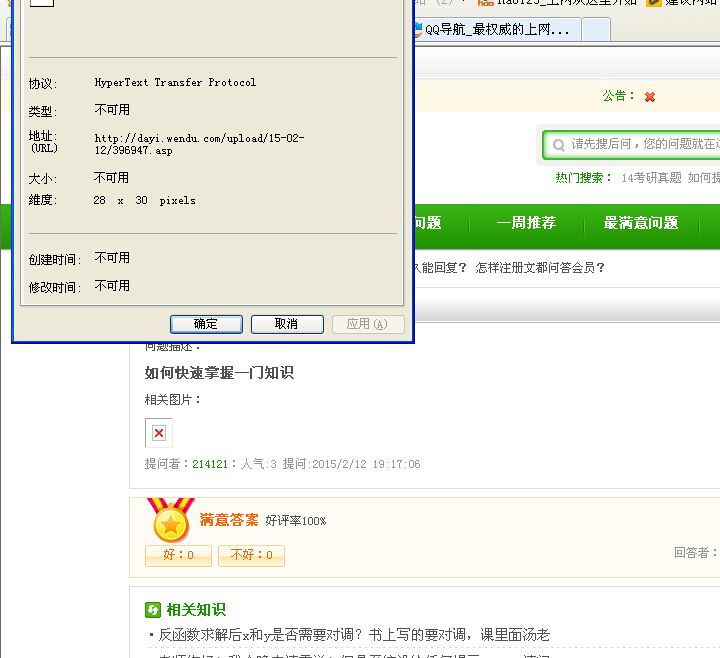 QQ导航_最权威的上网...
公告：
协议: HyperText Transfer Protocol
类型: 不可用
地址: (URL) http://dayi.wendu.com/upload/15-02-
12/396947.asp
请先搜后问，您的问题就在
大小: 不可用
热门搜索： 14考研真题 如何提
维度: 28 x 30 pixels
问题 一周推荐 最满意问题
创建时间: 不可用
久能回复? 怎样注册文都问答会员?
修改时间: 不可用
确定 取消 应用(A)
问题描述：
如何快速掌握一门知识
相关图片：
提问者：214121： 人气:3 提问:2015/2/12 19:17:06
满意答案 好评率100%
好：0 不好：0 回答者：
相关知识
·反函数求解后x和y是否需要对调? 书上写的要对调，课里面汤老